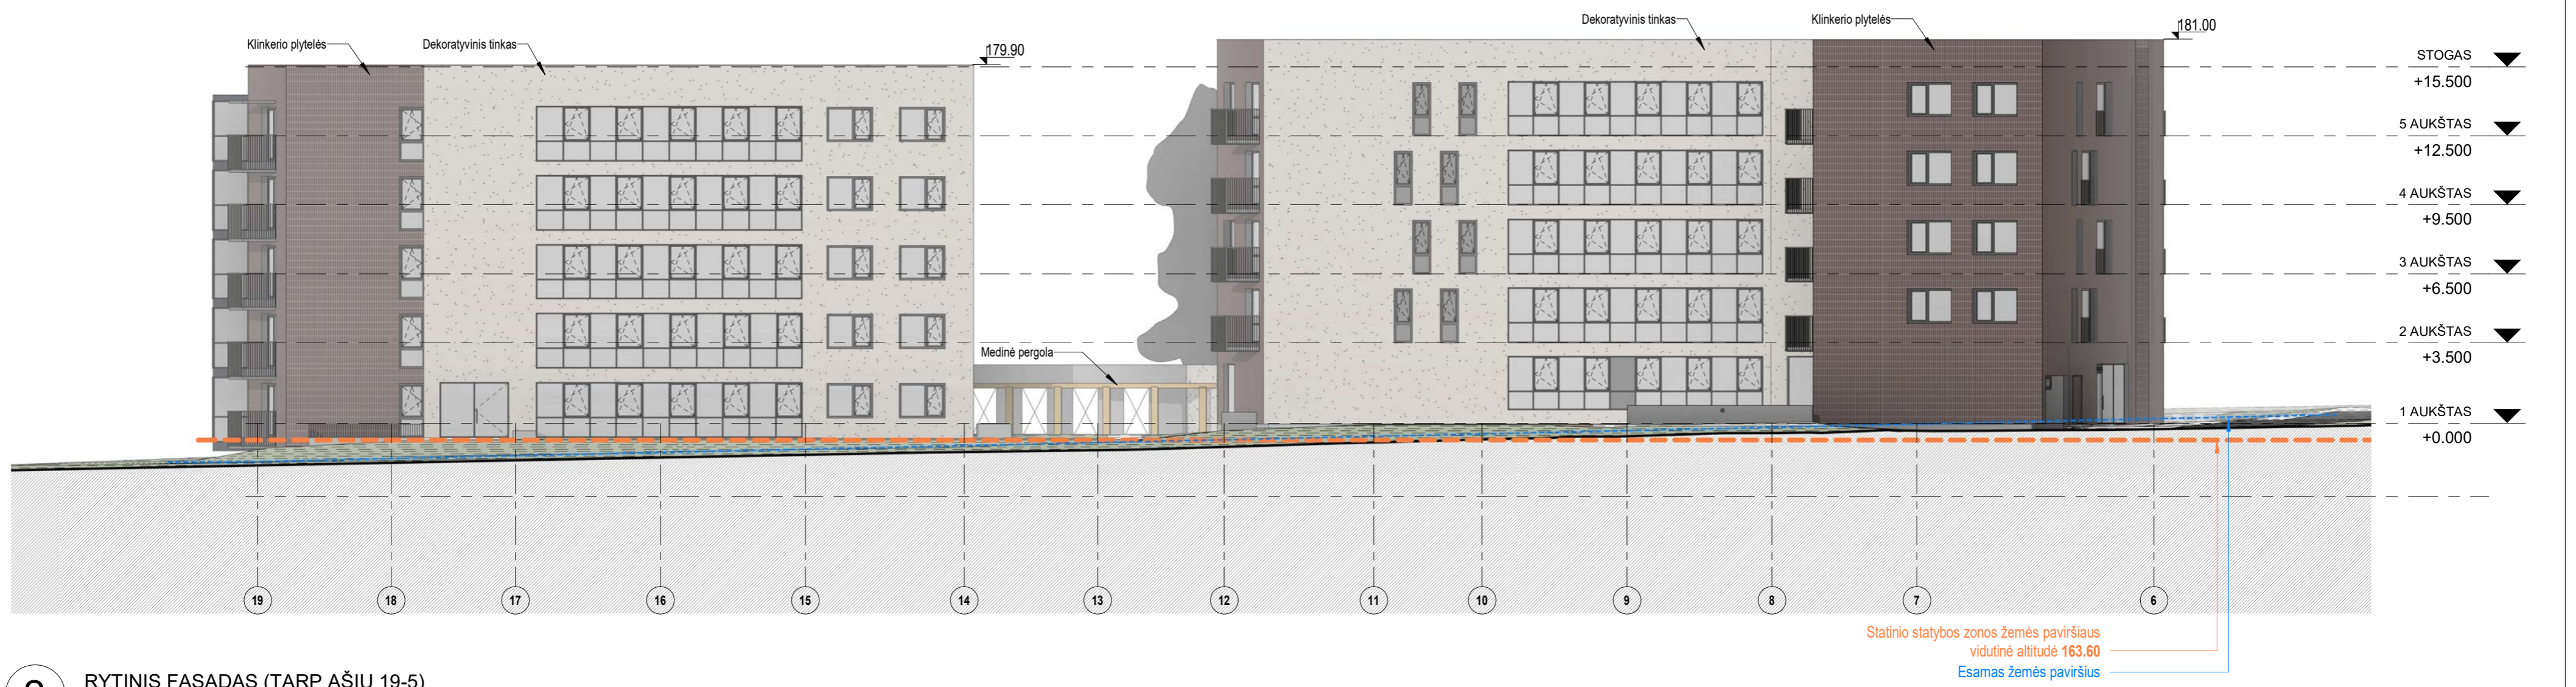 Klinkerio plytelės
Dekoratyvinis tinkas
179.90
Dekoratyvinis tinkas
Klinkerio plytelės
181.00
STOGAS
+15.500
5 AUKŠTAS
+12.500
4 AUKŠTAS
+9.500
3 AUKŠTAS
+6.500
Medinė pergola
2 AUKŠTAS
+3.500
1 AUKŠTAS
+0.000
19 18 17 16 15 14 13 12 11 10 9 8 7 6
Statinio statybos zonos žemės paviršiaus
vidutinė altitudė 163.60
Esamas žemės paviršius
RYTINIS FASADAS (TARP AŠIŲ 19-5)